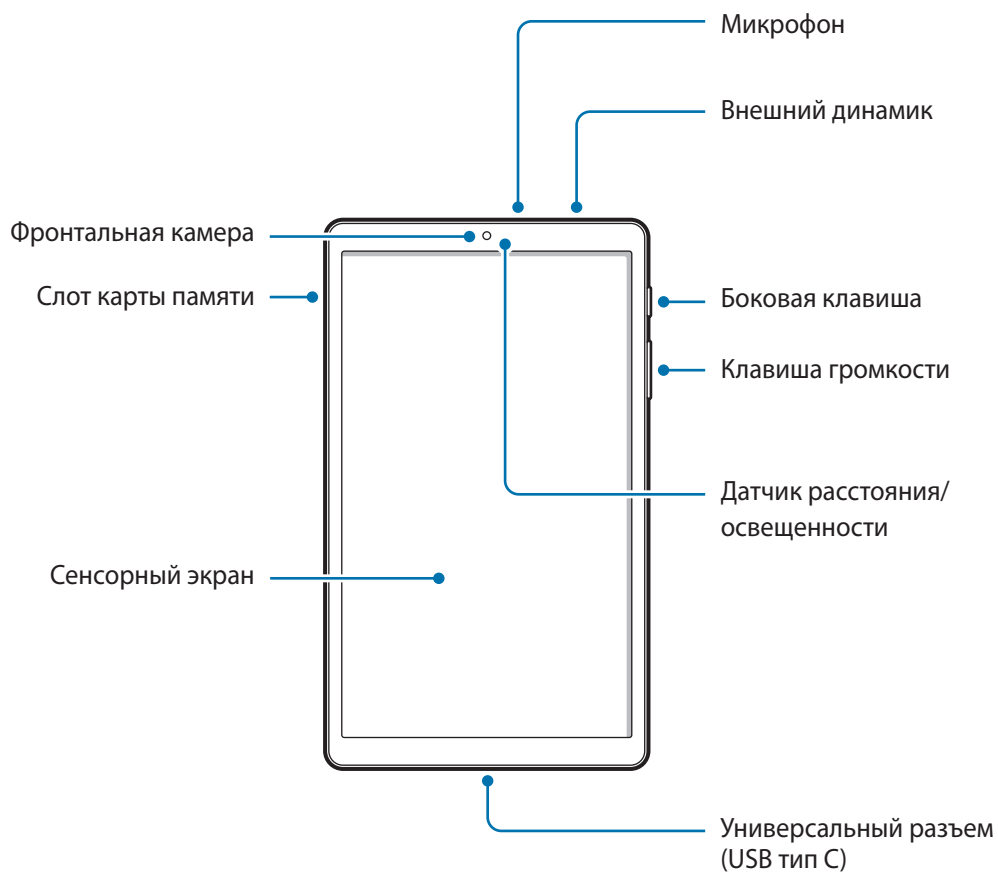 Микрофон
Внешний динамик
Фронтальная камера
Слот карты памяти
Боковая клавиша
Клавиша громкости
Датчик расстояния/
освещенности
Сенсорный экран
Универсальный разъем
(USB тип C)